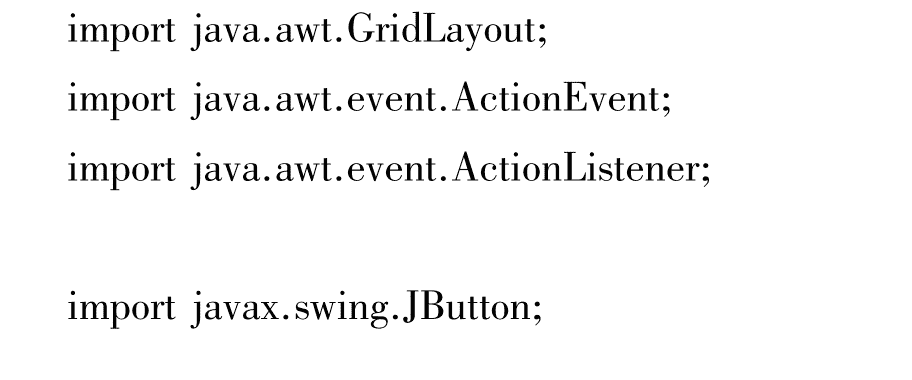 import java.awt.GridLayout;
import java.awt.event.ActionEvent;
import java.awt.event.ActionListener;
import javax.swing.JButton;